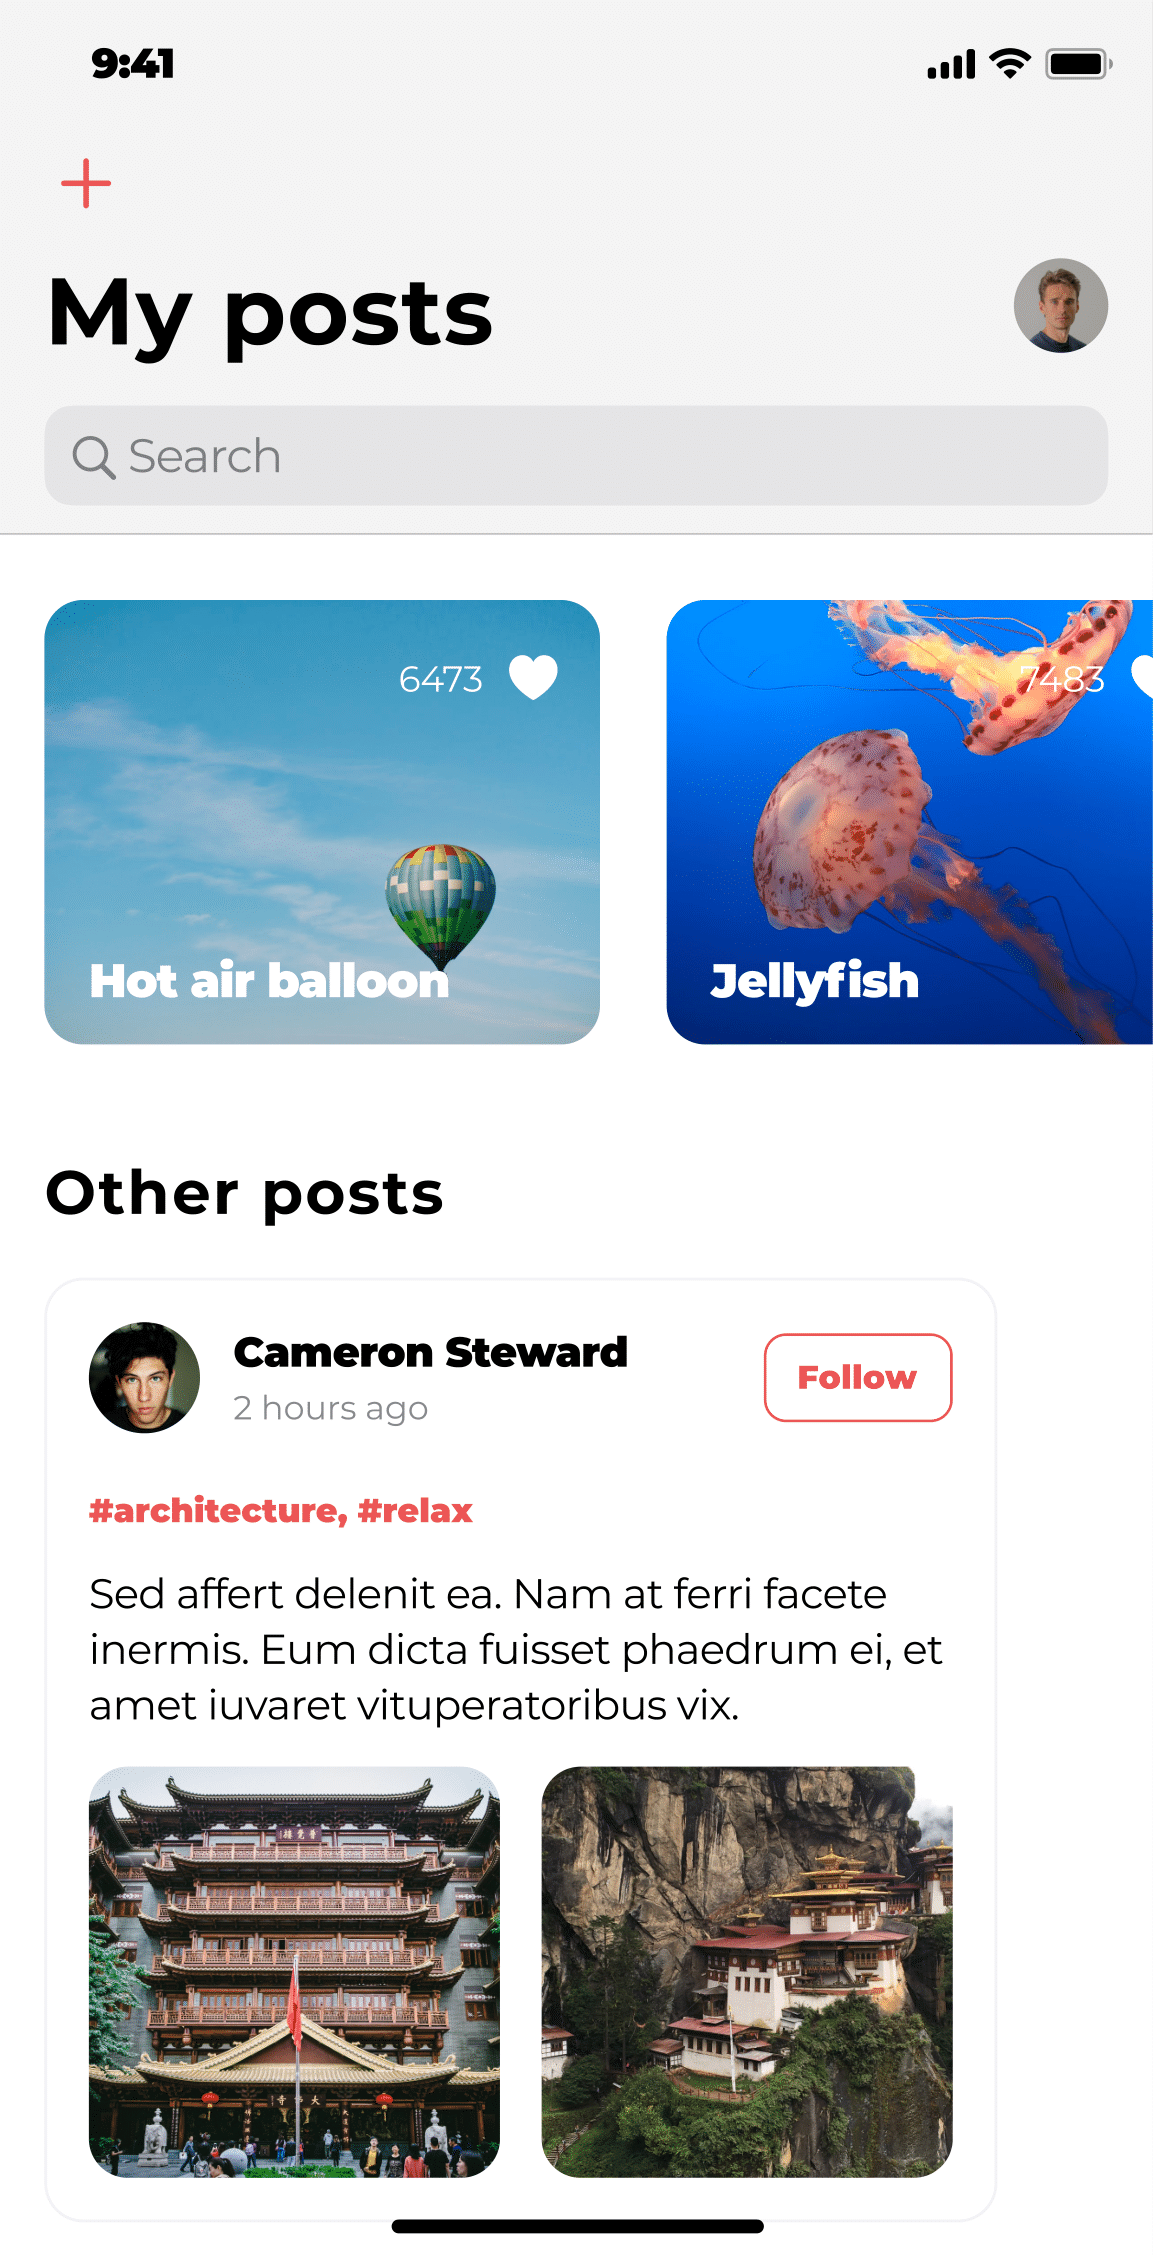 9:41
My posts
Search
6473
7483
Hot air balloon
Jellyfish
Other posts
Cameron Steward
2 hours ago
Follow
#architecture, #relax
Sed affert delenit ea. Nam at ferri facete
inermis. Eum dicta fuisset phaedrum ei, et
amet iuvaret vituperatoribus vix.